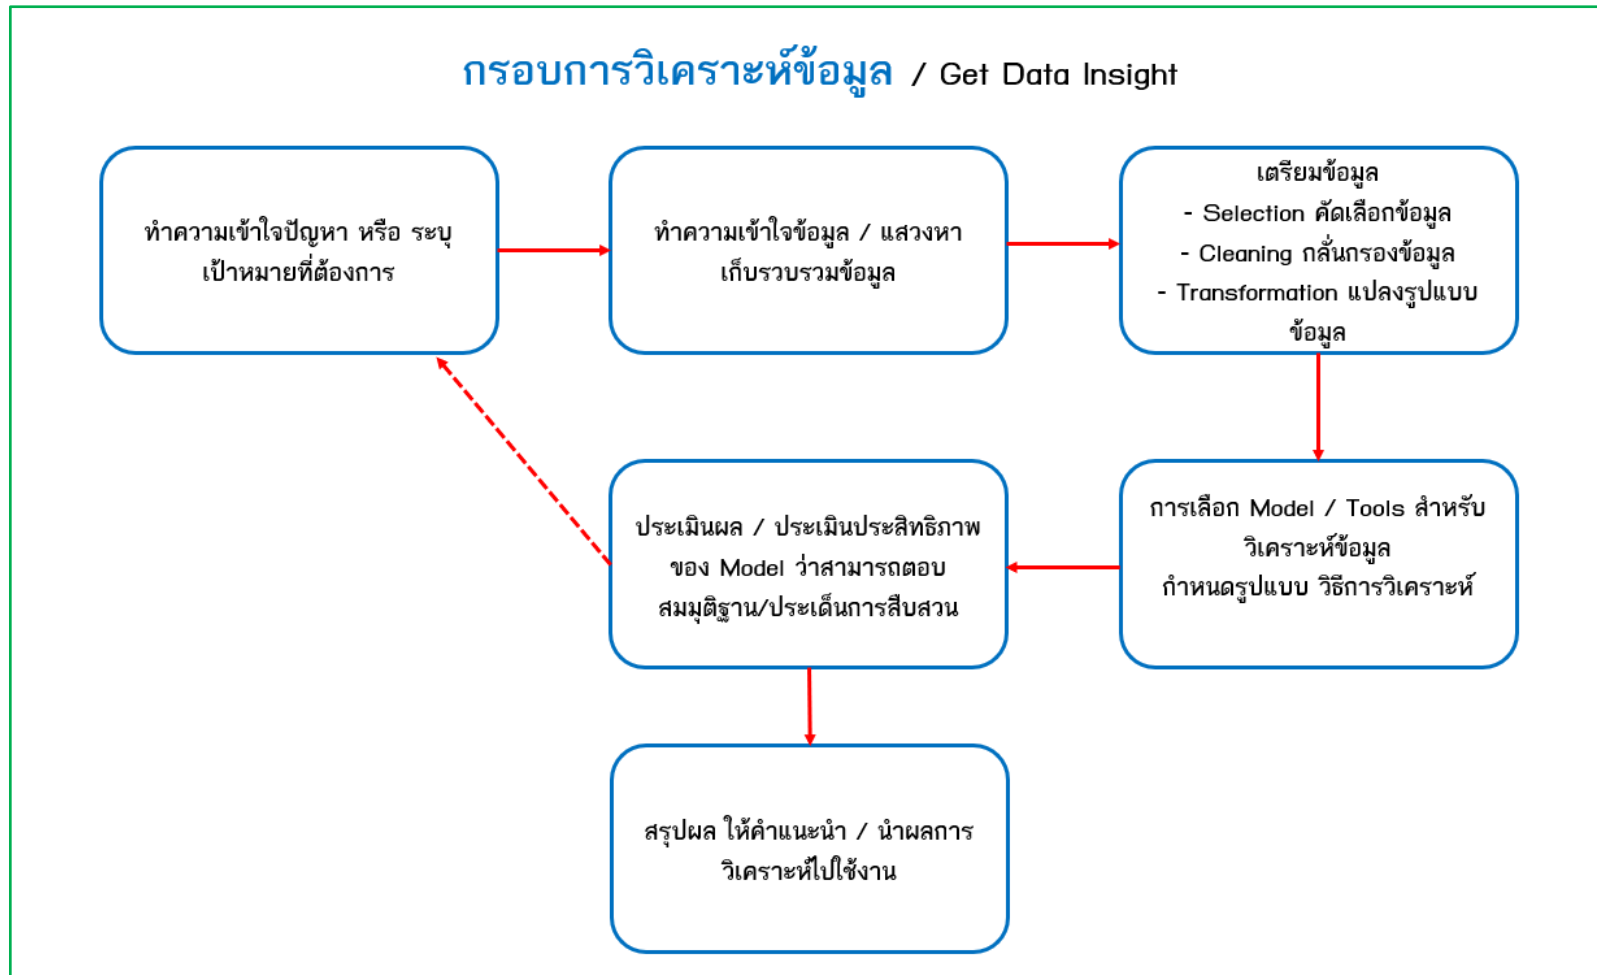 กรอบการวิเคราะห์ข้อมูล / Get Data Insight
ทำความเข้าใจปัญหา หรือ ระบุ
เป้าหมายที่ต้องการ
ทำความเข้าใจข้อมูล / แสวงหา
เก็บรวบรวมข้อมูล
เตรียมข้อมูล
- Selection คัดเลือกข้อมูล
- Cleaning กลั่นกรองข้อมูล
- Transformation แปลงรูปแบบ
ข้อมูล
การเลือก Model / Tools สำหรับ
วิเคราะห์ข้อมูล
กำหนดรูปแบบ วิธีการวิเคราะห์
ประเมินผล / ประเมินประสิทธิภาพ
ของ Model ว่าสามารถตอบ
สมมุติฐาน/ประเด็นการสืบสวน
สรุปผล ให้คำแนะนำ / นำผลการ
วิเคราะห์ไปใช้งาน